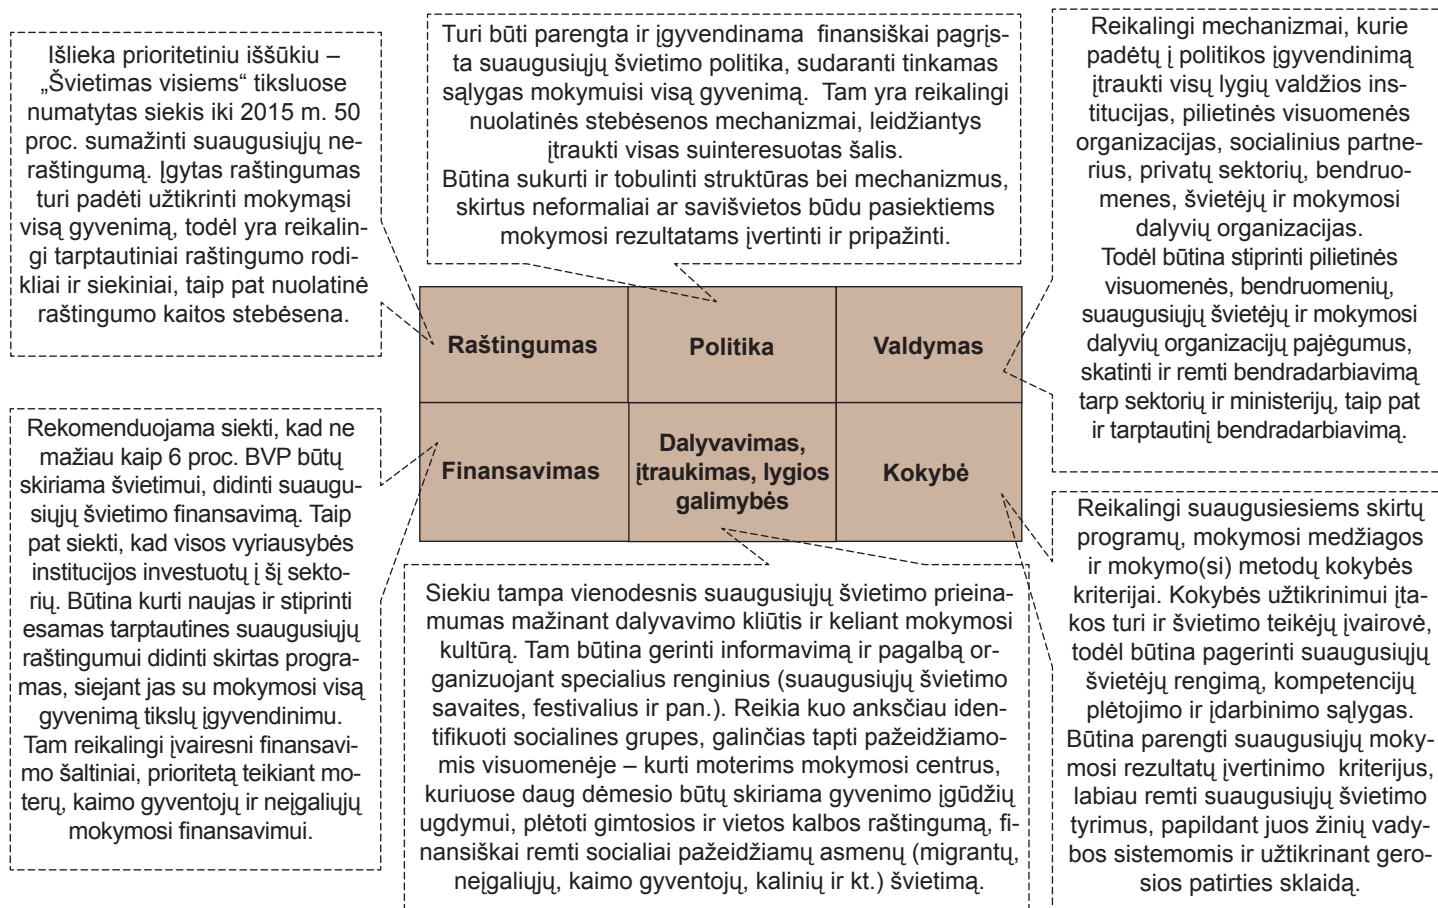 Išlieka prioritetiniu iššūkiu –
„Švietimas visiems“ tiksluose
numatytas siekis iki 2015 m. 50
proc. sumažinti suaugusiųjų ne-
raštingumą. Įgytas raštingumas
turi padėti užtikrinti mokymąsi
visą gyvenimą, todėl yra reikalin-
gi tarptautiniai raštingumo rodi-
kliai ir siekiniai, taip pat nuolatinė
raštingumo kaitos stebėsena.
Turi būti parengta ir įgyvendinama finansiškai pagrįs-
ta suaugusiųjų švietimo politika, sudaranti tinkamas
sąlygas mokymuisi visą gyvenimą. Tam yra reikalingi
nuolatinės stebėsenos mechanizmai, leidžiantys
įtraukti visas suinteresuotas šalis.
Būtina sukurti ir tobulinti struktūras bei mechanizmus,
skirtus neformaliai ar savišvietos būdu pasiektiems
mokymosi rezultatams įvertinti ir pripažinti.
Reikalingi mechanizmai, kurie
padėtų į politikos įgyvendinimą
įtraukti visų lygių valdžios ins-
titucijas, pilietinės visuomenės
organizacijas, socialinius partne-
rius, privatų sektorių, bendruo-
menes, švietėjų ir mokymosi
dalyvių organizacijas.
Todėl būtina stiprinti pilietinės
visuomenės, bendruomenių,
suaugusiųjų švietėjų ir mokymosi
dalyvių organizacijų pajėgumus,
skatinti ir remti bendradarbiavimą
tarp sektorių ir ministerijų, taip pat
ir tarptautinį bendradarbiavimą.
Raštingumas
Politika
Valdymas
Finansavimas
Dalyvavimas,
įtraukimas, lygios
galimybės
Kokybė
Rekomenduojama siekti, kad ne
mažiau kaip 6 proc. BVP būtų
skiriama švietimui, didinti suaugu-
siųjų švietimo finansavimą. Taip
pat siekti, kad visos vyriausybės
institucijos investuotų į šį sekto-
rių. Būtina kurti naujas ir stiprinti
esamas tarptautines suaugusiųjų
raštingumui didinti skirtas progra-
mas, siejant jas su mokymosi visą
gyvenimą tikslų įgyvendinimu.
Tam reikalingi įvairesni finansavi-
mo šaltiniai, prioritetą teikiant mo-
terų, kaimo gyventojų ir neįgaliųjų
mokymosi finansavimui.
Siekiu tampa vienodesnis suaugusiųjų švietimo prieina-
mumas mažinant dalyvavimo kliūtis ir keliant mokymosi
kultūrą. Tam būtina gerinti informavimą ir pagalbą or-
ganizuojant specialius renginius (suaugusiųjų švietimo
savaites, festivalius ir pan.). Reikia kuo anksčiau iden-
tifikuoti socialines grupes, galinčias tapti pažeidžiamo-
mis visuomenėje – kurti moterims mokymosi centrus,
kuriuose daug dėmesio būtų skiriama gyvenimo įgūdžių
ugdymui, plėtoti gimtosios ir vietos kalbos raštingumą, fi-
nansiškai remti socialiai pažeidžiamų asmenų (migrantų,
neįgaliųjų, kaimo gyventojų, kalinių ir kt.) švietimą.
Reikalingi suaugusiesiems skirtų
programų, mokymosi medžiagos
ir mokymo(si) metodų kokybės
kriterijai. Kokybės užtikrinimui įta-
kos turi ir švietimo teikėjų įvairovė,
todėl būtina pagerinti suaugusiųjų
švietėjų rengimą, kompetencijų
plėtojimo ir įdarbinimo sąlygas.
Būtina parengti suaugusiųjų moky-
mosi rezultatų įvertinimo kriterijus,
labiau remti suaugusiųjų švietimo
tyrimus, papildant juos žinių vady-
bos sistemomis ir užtikrinant gero-
sios patirties sklaidą.